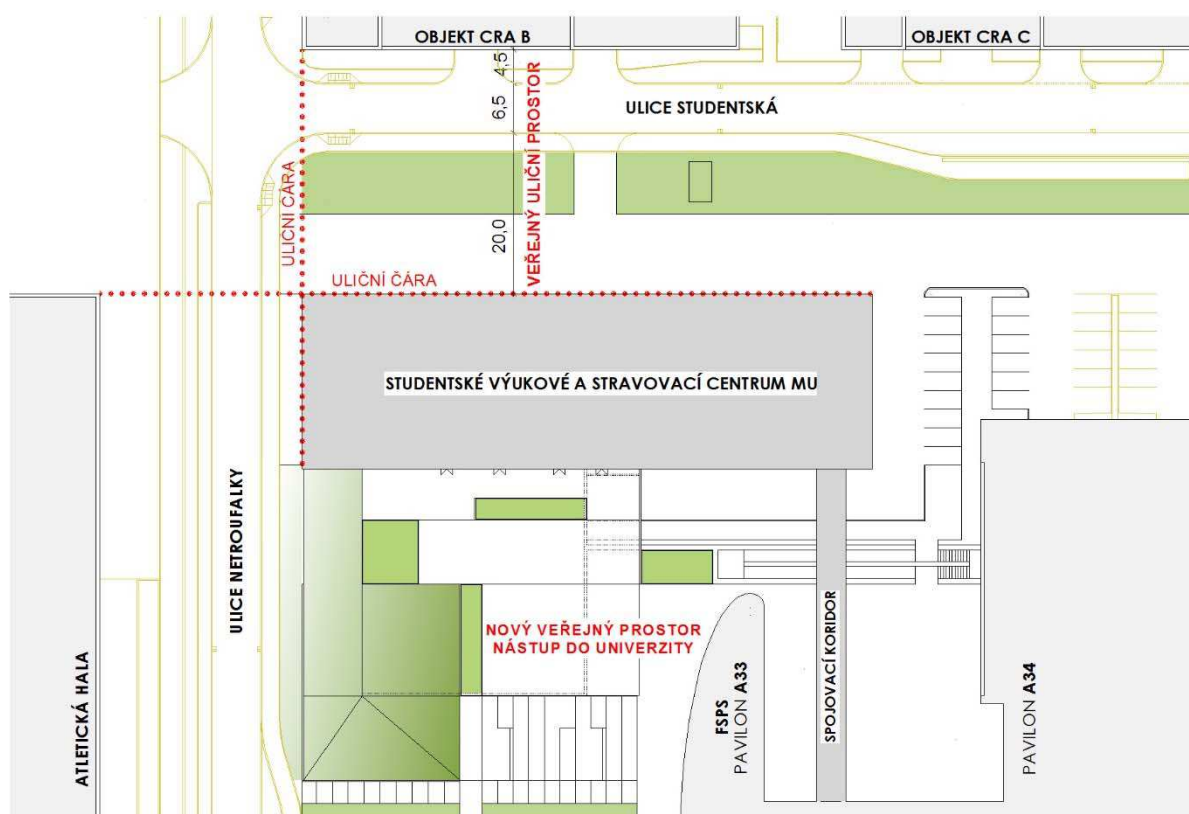 OBJEKT CRA B
OBJEKT CRA C
4,5
6,5
ULICE STUDENTSKÁ
VEŘEJNÝ ULIČNÍ PROSTOR
ULIČNÍ ČÁRA
20,0
ULIČNÍ ČÁRA
STUDENTSKÉ VÝUKOVÉ A STRAVOVACÍ CENTRUM MU
ULICE NETROUFALKY
NOVÝ VEŘEJNÝ PROSTOR
NÁSTUP DO UNIVERZITY
ATLETICKÁ HALA
FSPS
PAVILON A33
SPOJOVACÍ KORIDOR
PAVILON A34